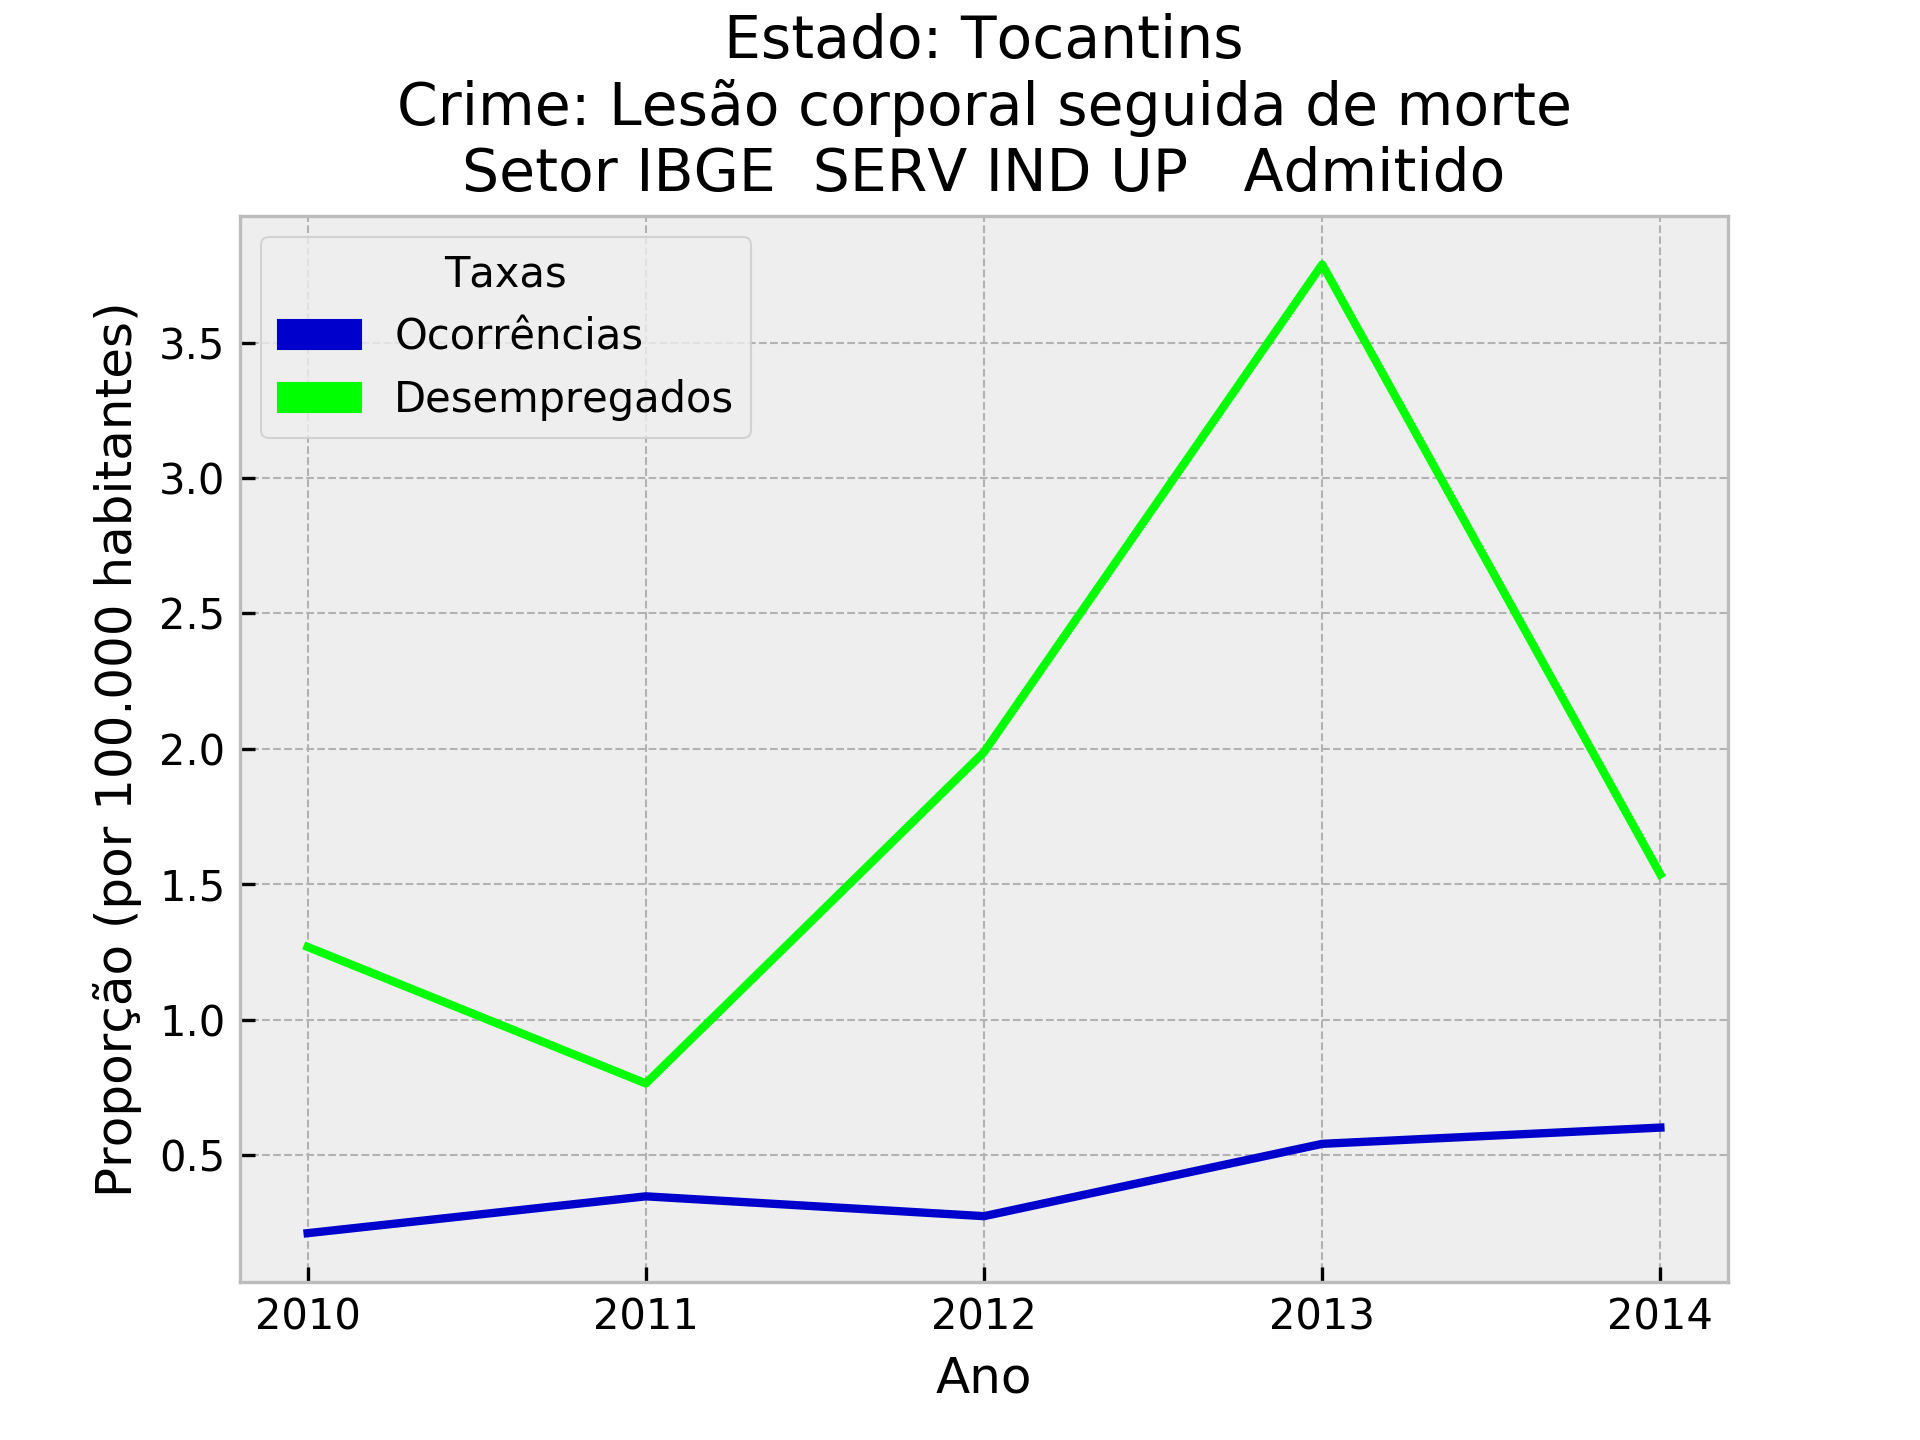 Estado: Tocantins
Crime: Lesão corporal seguida de morte
Setor IBGE  SERV IND UP   Admitido
Taxas
Ocorrências
Desempregados
Proporção (por 100.000 habitantes)
3.5
3.0
2.5
2.0
1.5
1.0
0.5
2010 2011 2012 2013 2014
Ano